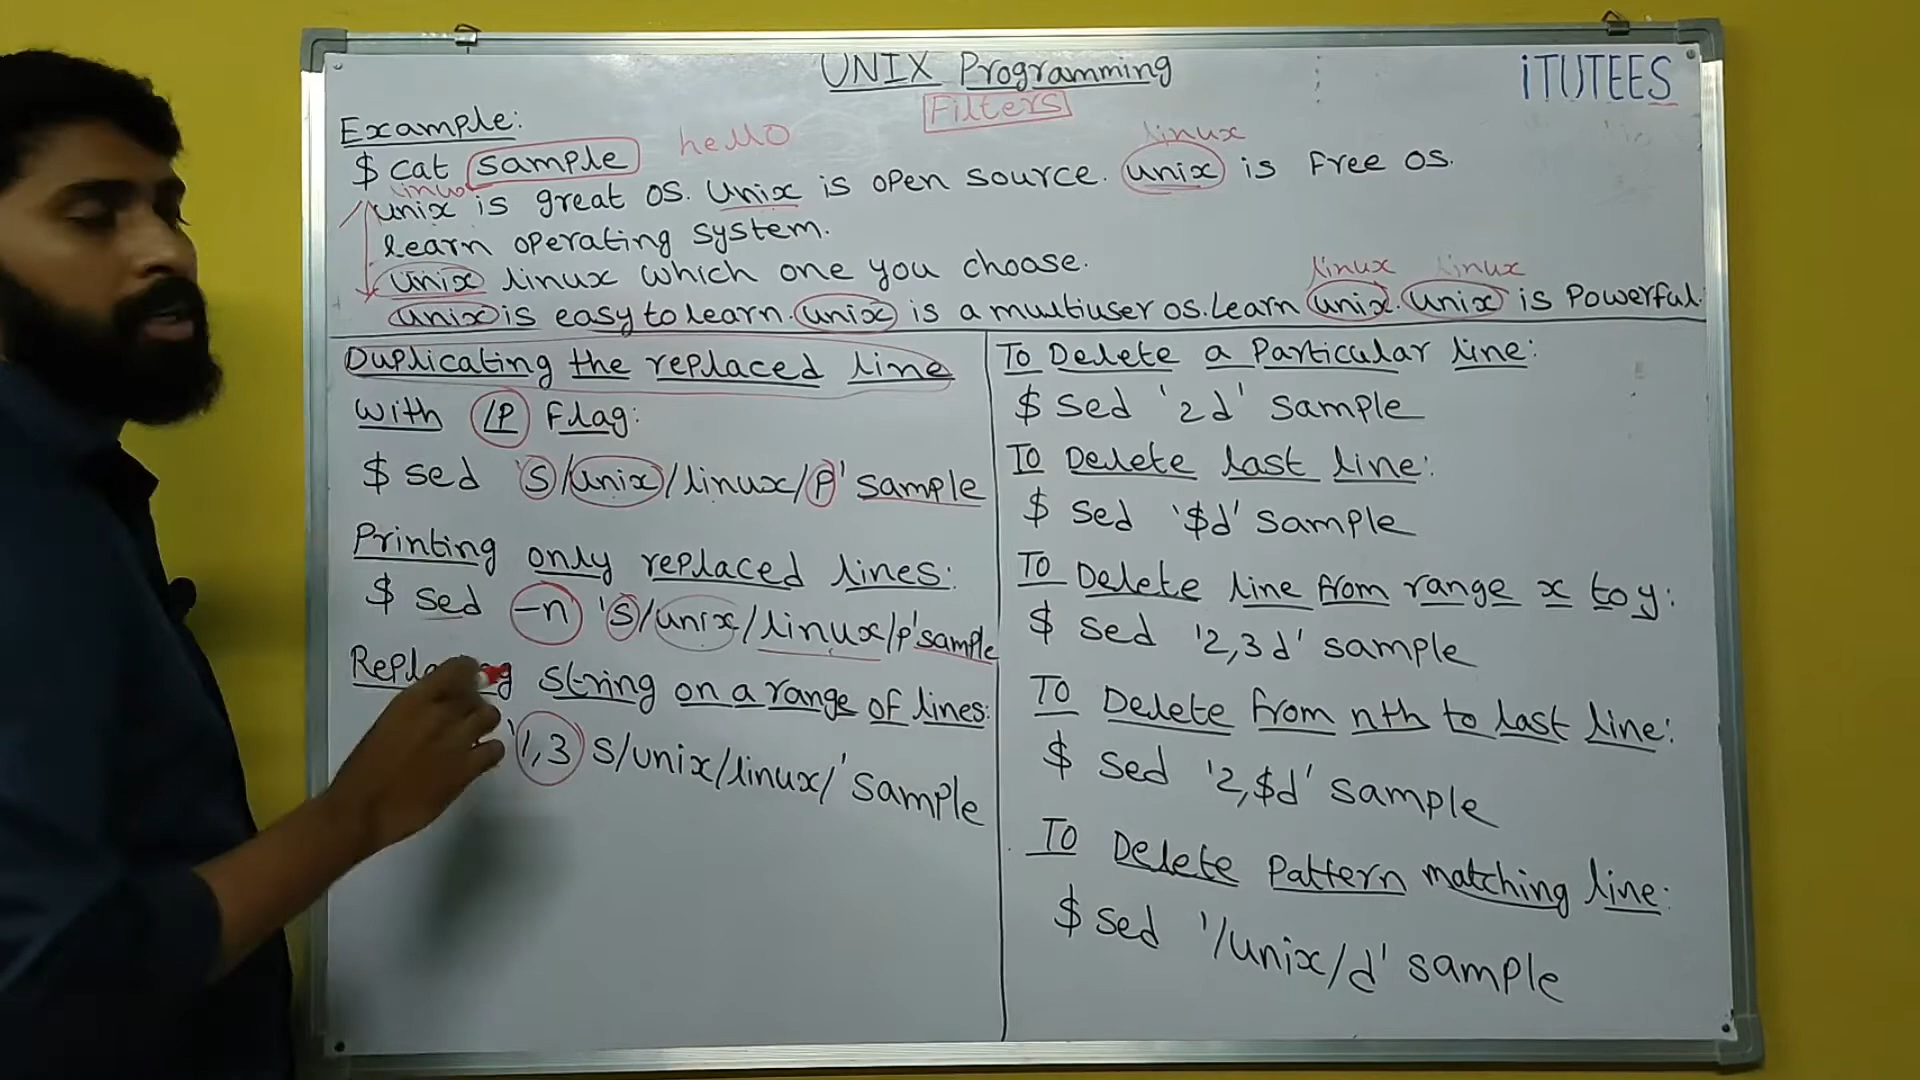 UNIX Programming
iTUTEES
Filters
Example:
hello
linux
$ cat sample
linux
unix is great os. Unix is open source. unix is free os.
learn operating system.
linux linux
Unix linux which one you choose.
Unix is easy to learn. unix is a multiuser os. Learn unix. Unix is Powerful.
Duplicating the replaced line
with /P flag:
$ sed 's/unix/linux/p' sample
Printing only replaced lines:
$ sed -n 's/unix/linux/p' sample
Replacing string on a range of lines:
'1,3 s/unix/linux/' sample
To Delete a Particular line:
$ sed '2d' sample
To Delete last line:
$ sed '$d' sample
To Delete line from range x to y:
$ sed '2,3d' sample
To Delete from nth to last line:
$ sed '2,$d' sample
To Delete Pattern matching line:
$ sed '/unix/d' sample